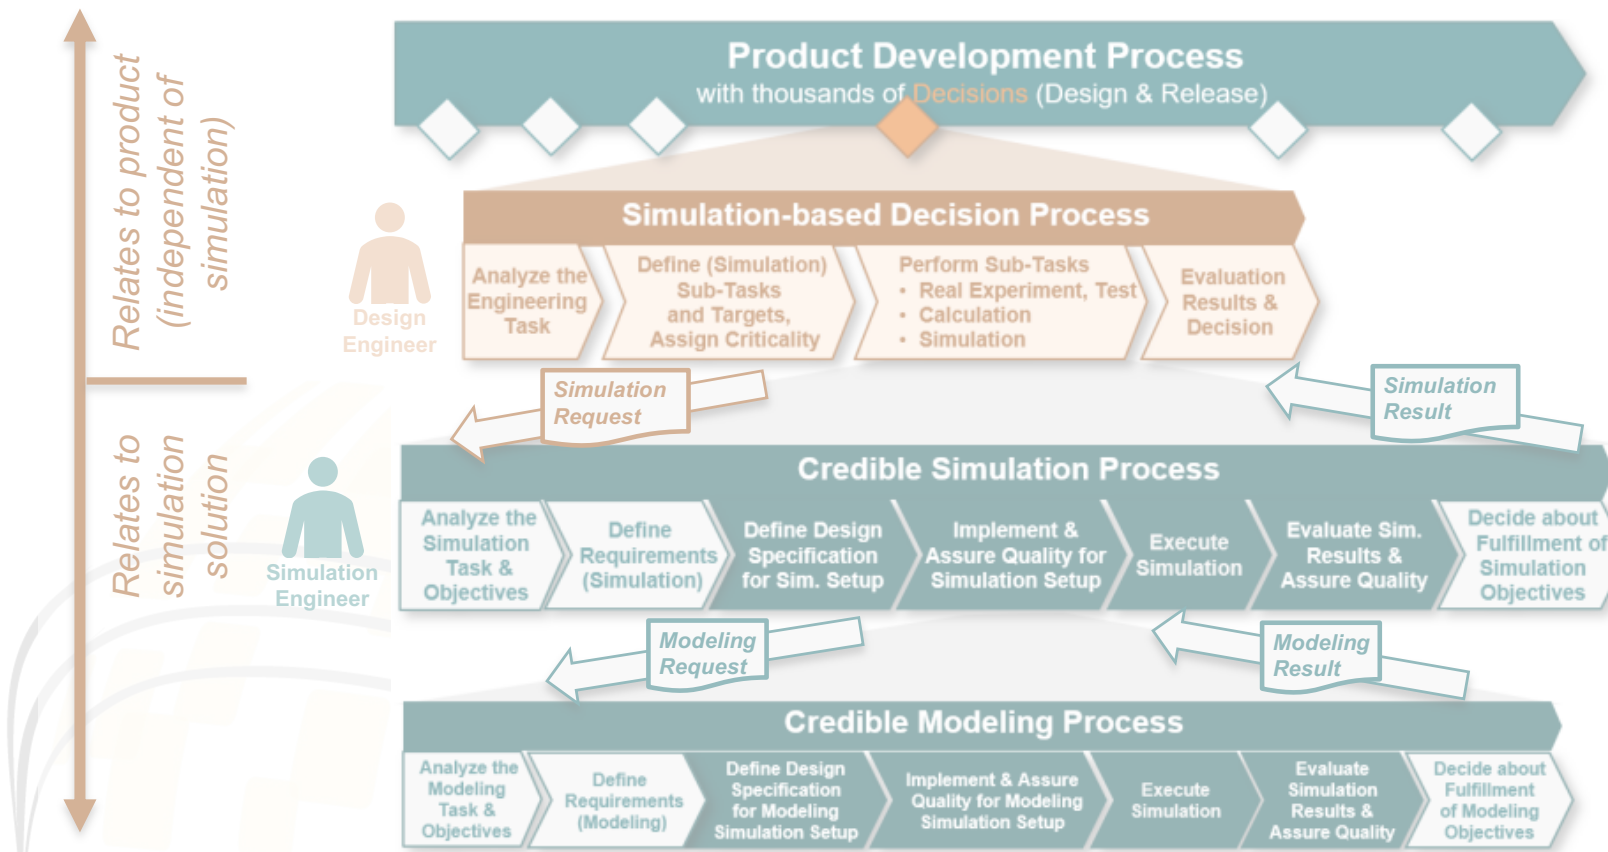 Product Development Process
with thousands of Decisions (Design & Release)
Relates to product
(independent of
simulation)
Simulation-based Decision Process
Design
Engineer
Analyze the
Engineering
Task
Define (Simulation)
Sub-Tasks
and Targets,
Assign Criticality
Perform Sub-Tasks
• Real Experiment, Test
• Calculation
• Simulation
Evaluation
Results &
Decision
Simulation
Request
Simulation
Result
Relates to
simulation
solution
Credible Simulation Process
Simulation
Engineer
Analyze the
Simulation
Task &
Objectives
Define
Requirements
(Simulation)
Define Design
Specification
for Sim. Setup
Implement &
Assure Quality for
Simulation Setup
Execute
Simulation
Evaluate Sim.
Results &
Assure Quality
Decide about
Fulfillment of
Simulation
Objectives
Modeling
Request
Modeling
Result
Credible Modeling Process
Analyze the
Modeling
Task &
Objectives
Define
Requirements
(Modeling)
Define Design
Specification
for Modeling
Simulation Setup
Implement & Assure
Quality for Modeling
Simulation Setup
Execute
Simulation
Evaluate
Simulation
Results &
Assure Quality
Decide about
Fulfillment
of Modeling
Objectives